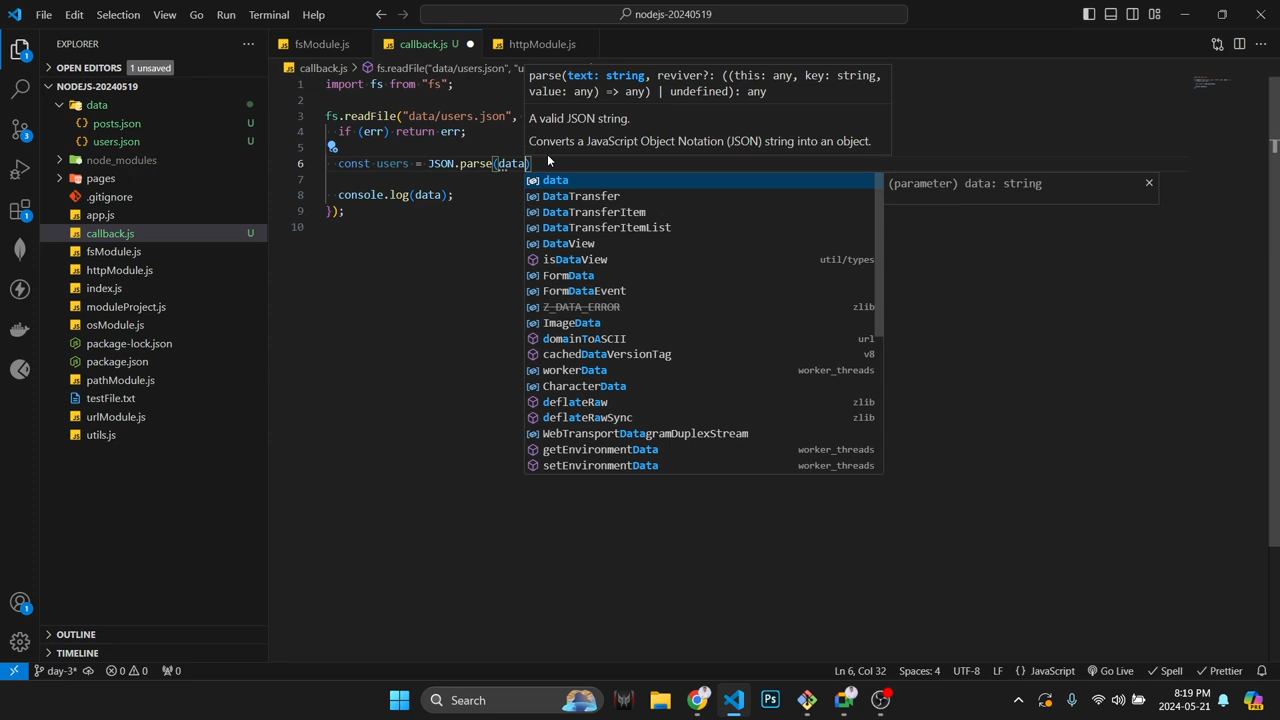 File Edit Selection View Go Run Terminal Help
nodejs-20240519
EXPLORER
OPEN EDITORS 1 unsaved
NODEJS-20240519
data
posts.json U
users.json U
node_modules
pages
.gitignore
app.js
callback.js U
fsModule.js
httpModule.js
index.js
moduleProject.js
osModule.js
package-lock.json
package.json
pathModule.js
testFile.txt
urlModule.js
utils.js
OUTLINE
TIMELINE
1
3
1
1
fsModule.js callback.js U httpModule.js
callback.js > fs.readFile("data/users.json", "u
1 import fs from "fs";
2
3 fs.readFile("data/users.json",
4 if (err) return err;
5
6 const users = JSON.parse(data)
7
8 console.log(data);
9 });
10
parse(text: string, reviver?: ((this: any, key: string,
value: any) => any) | undefined): any
A valid JSON string.
Converts a JavaScript Object Notation (JSON) string into an object.
data
DataTransfer
DataTransferItem
DataTransferItemList
DataView
isDataView util/types
FormData
FormDataEvent
Z_DATA_ERROR zlib
ImageData
domainToASCII url
cachedDataVersionTag v8
workerData worker_threads
CharacterData
deflateRaw zlib
deflateRawSync zlib
WebTransportDatagramDuplexStream
getEnvironmentData worker_threads
setEnvironmentData worker_threads
(parameter) data: string
day-3* 0 0 0 Ln 6, Col 32 Spaces: 4 UTF-8 LF {} JavaScript Go Live Spell Prettier
Search
Ps
8:19 PM
2024-05-21
PRE